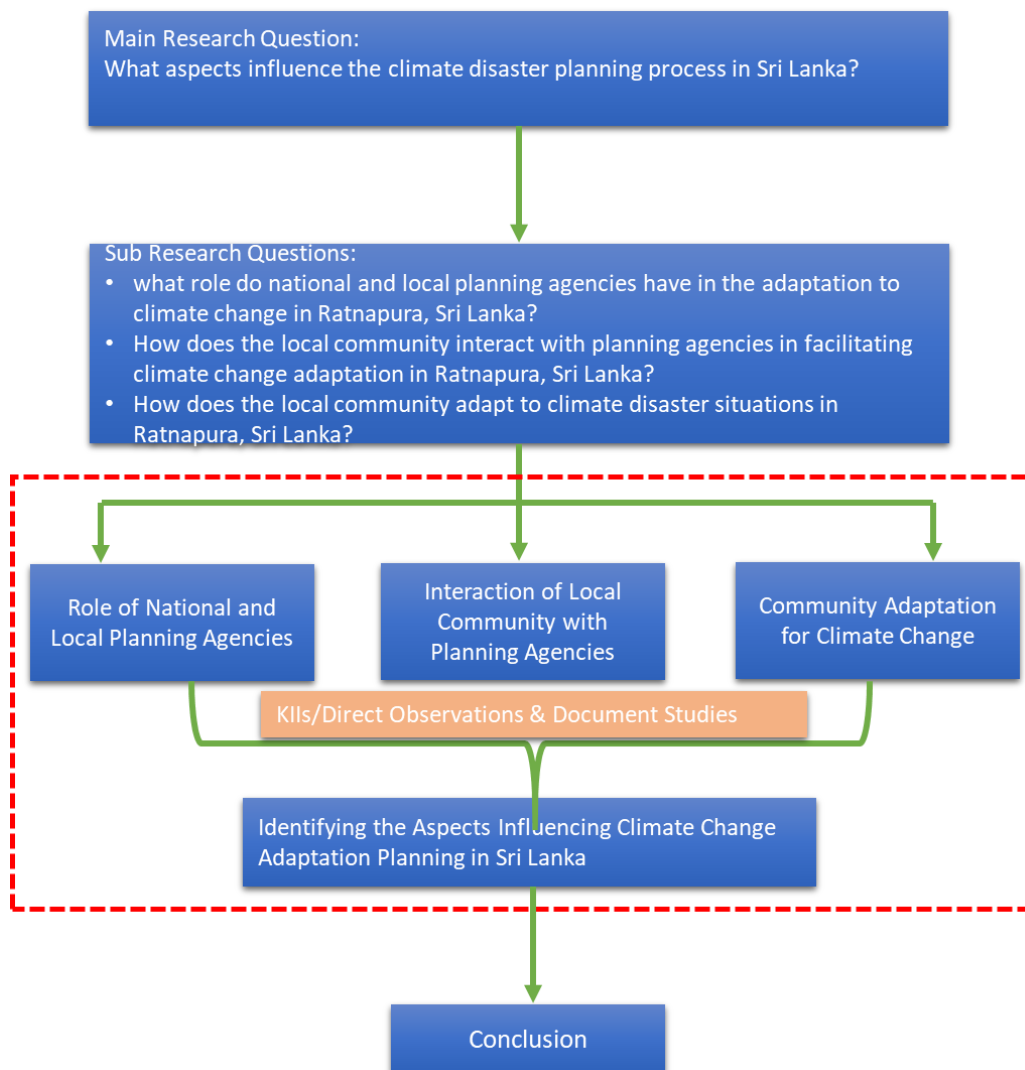 Main Research Question:
What aspects influence the climate disaster planning process in Sri Lanka?
Sub Research Questions:
• what role do national and local planning agencies have in the adaptation to
climate change in Ratnapura, Sri Lanka?
• How does the local community interact with planning agencies in facilitating
climate change adaptation in Ratnapura, Sri Lanka?
• How does the local community adapt to climate disaster situations in
Ratnapura, Sri Lanka?
Role of National and
Local Planning Agencies
Interaction of Local
Community with
Planning Agencies
Community Adaptation
for Climate Change
KIIs/Direct Observations & Document Studies
Identifying the Aspects Influencing Climate Change
Adaptation Planning in Sri Lanka
Conclusion